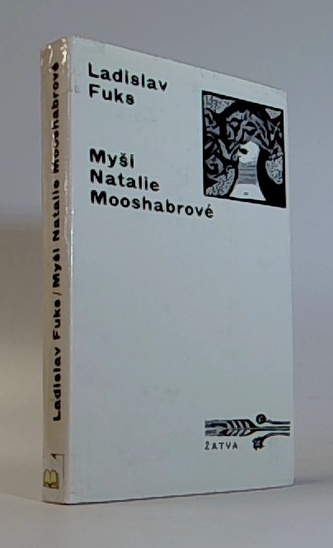 Ladislav
Fuks
Myši
Natalie
Mooshabrové
ŽATVA
Ladislav Fuks/Myši Natalie Mooshabrové